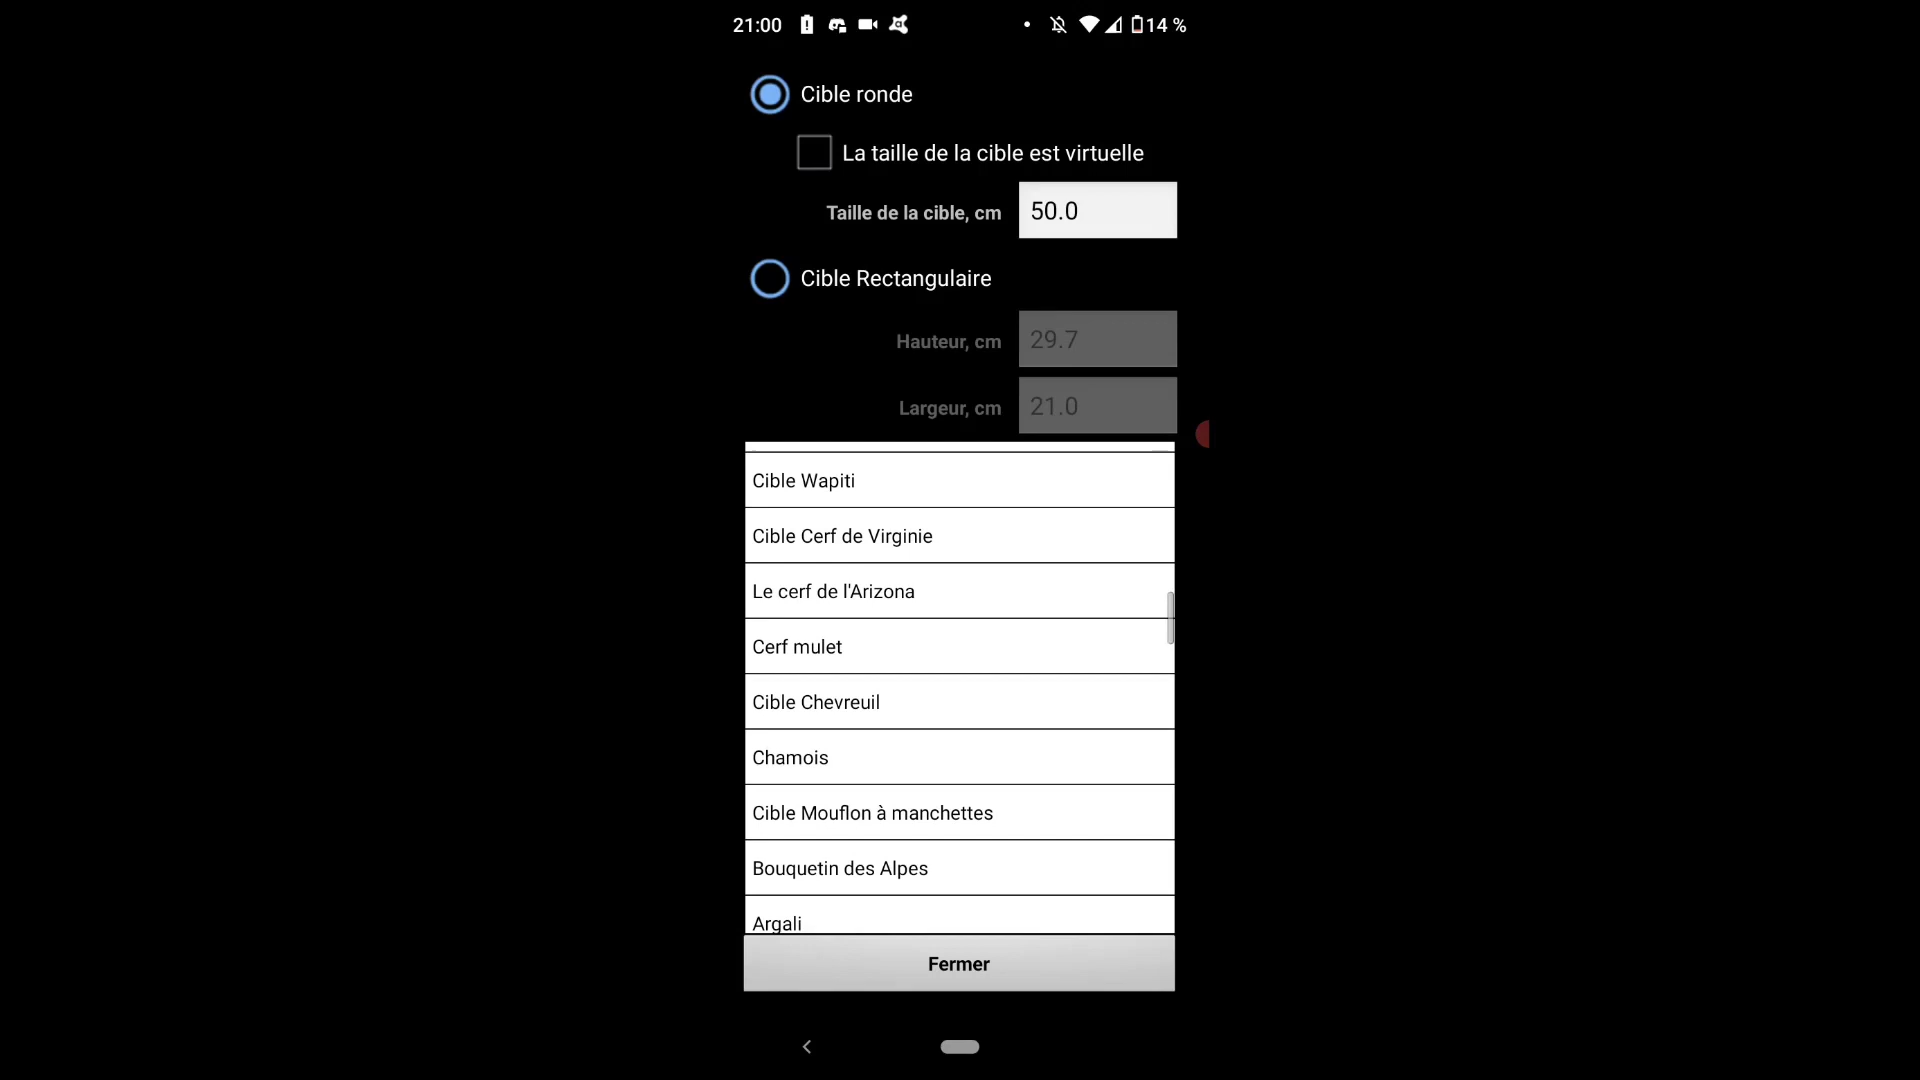 21:00
14 %
Cible ronde
La taille de la cible est virtuelle
Taille de la cible, cm
50.0
Cible Rectangulaire
Hauteur, cm
29.7
Largeur, cm
21.0
Cible Wapiti
Cible Cerf de Virginie
Le cerf de l'Arizona
Cerf mulet
Cible Chevreuil
Chamois
Cible Mouflon à manchettes
Bouquetin des Alpes
Argali
Fermer